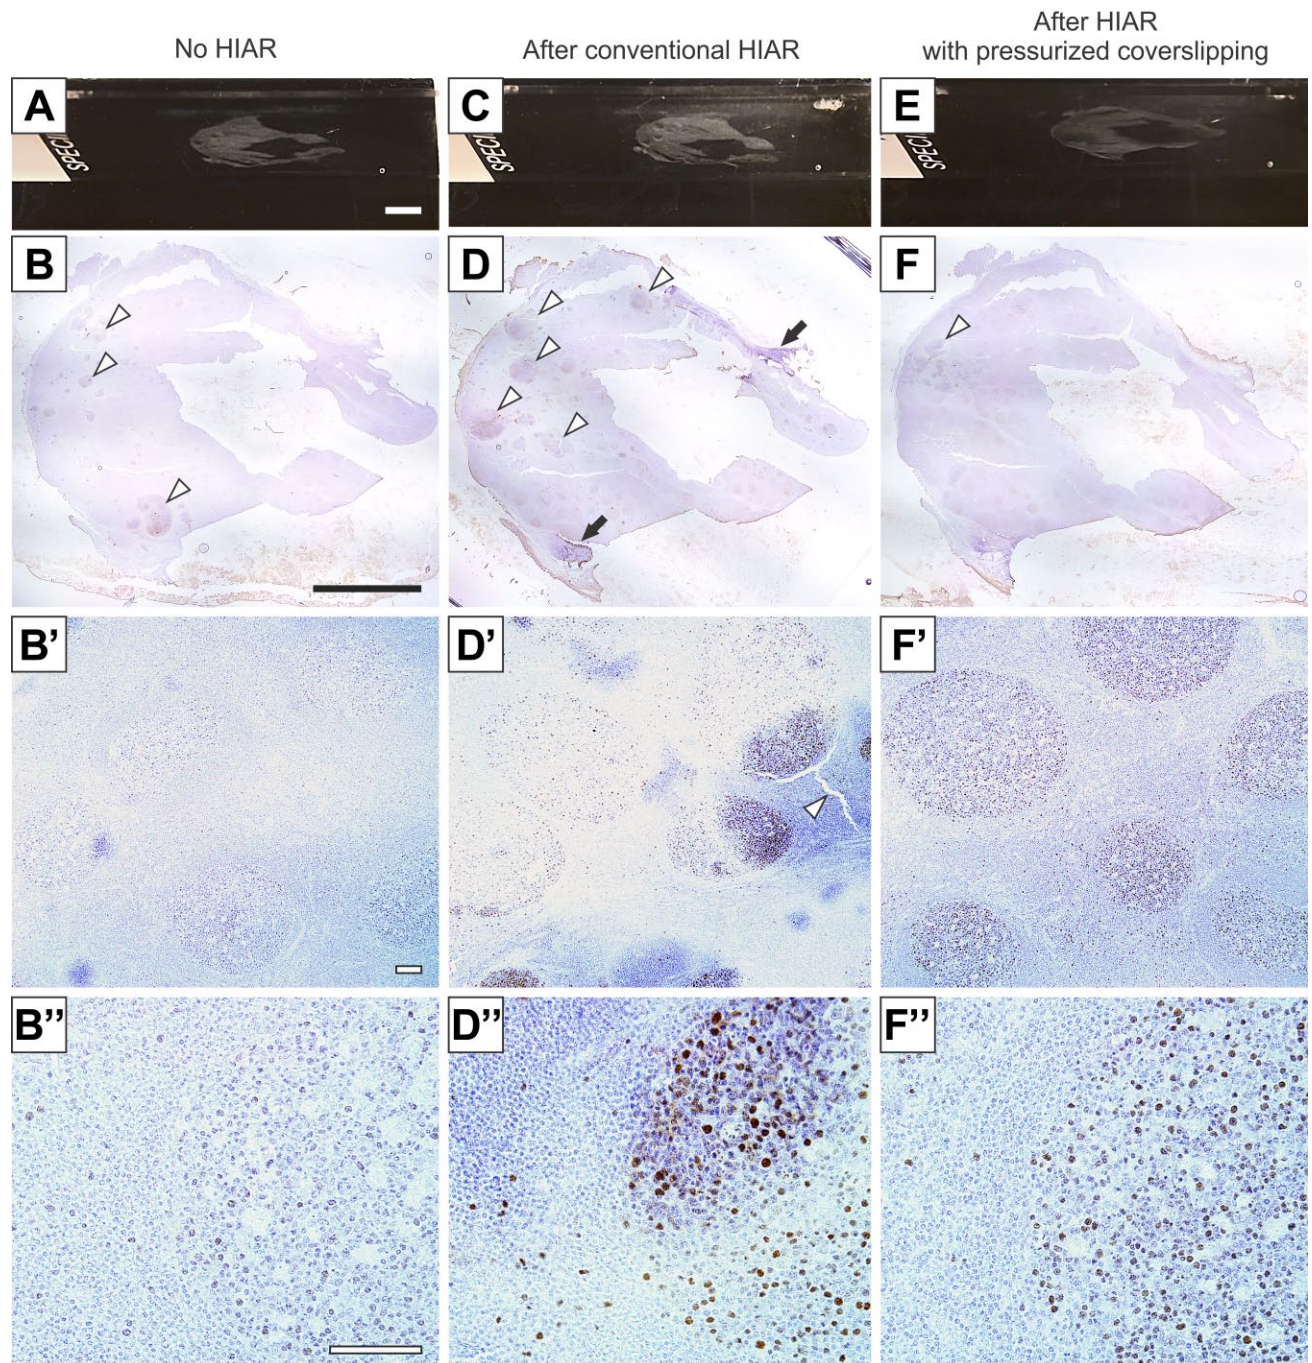 No HIAR
After conventional HIAR
After HIAR
with pressurized coverslipping
A
C
E
SPECI
SPECI
SPECI
B
D
F
B’
D’
F’
B’’
D’’
F’’